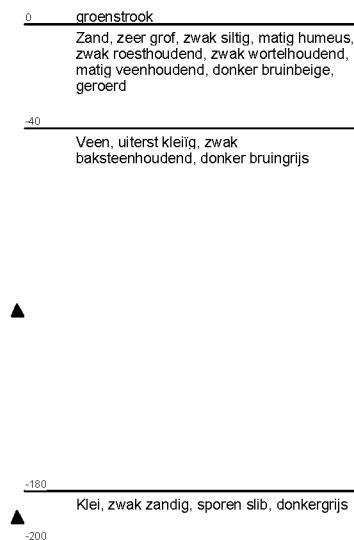 0 groenstrook
Zand, zeer grof, zwak siltig, matig humeus,
zwak roesthoudend, zwak wortelhoudend,
matig veenhoudend, donker bruinbeige,
geroerd
-40
Veen, uiterst kleiïg, zwak
baksteenhoudend, donker bruingrijs
-180
Klei, zwak zandig, sporen slib, donkergrijs
-200